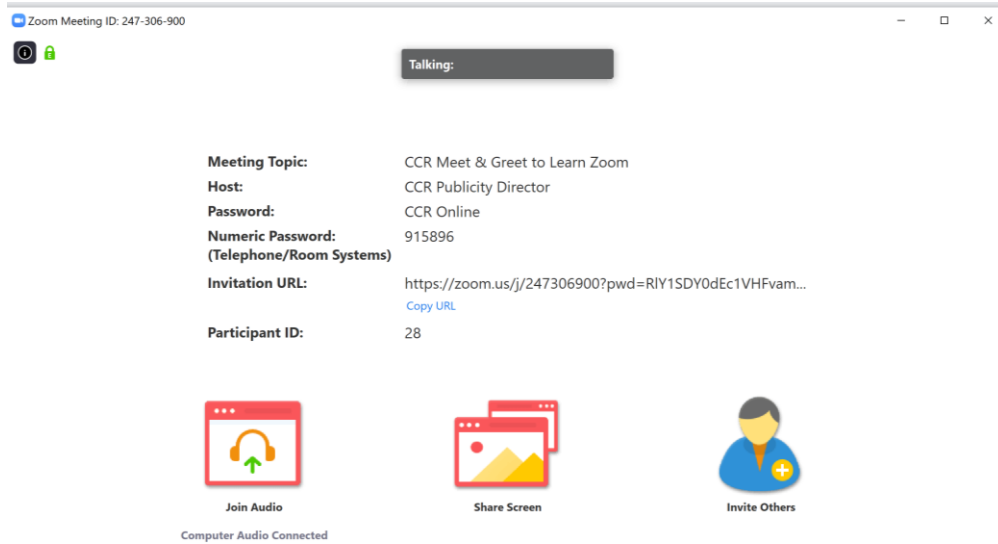 Zoom Meeting ID: 247-306-900
Talking:
Meeting Topic: CCR Meet & Greet to Learn Zoom
Host: CCR Publicity Director
Password: CCR Online
Numeric Password: 915896
(Telephone/Room Systems)
Invitation URL: https://zoom.us/j/247306900?pwd=RlY1SDY0dEc1VHFvam...
Copy URL
Participant ID: 28
Join Audio Share Screen Invite Others
Computer Audio Connected